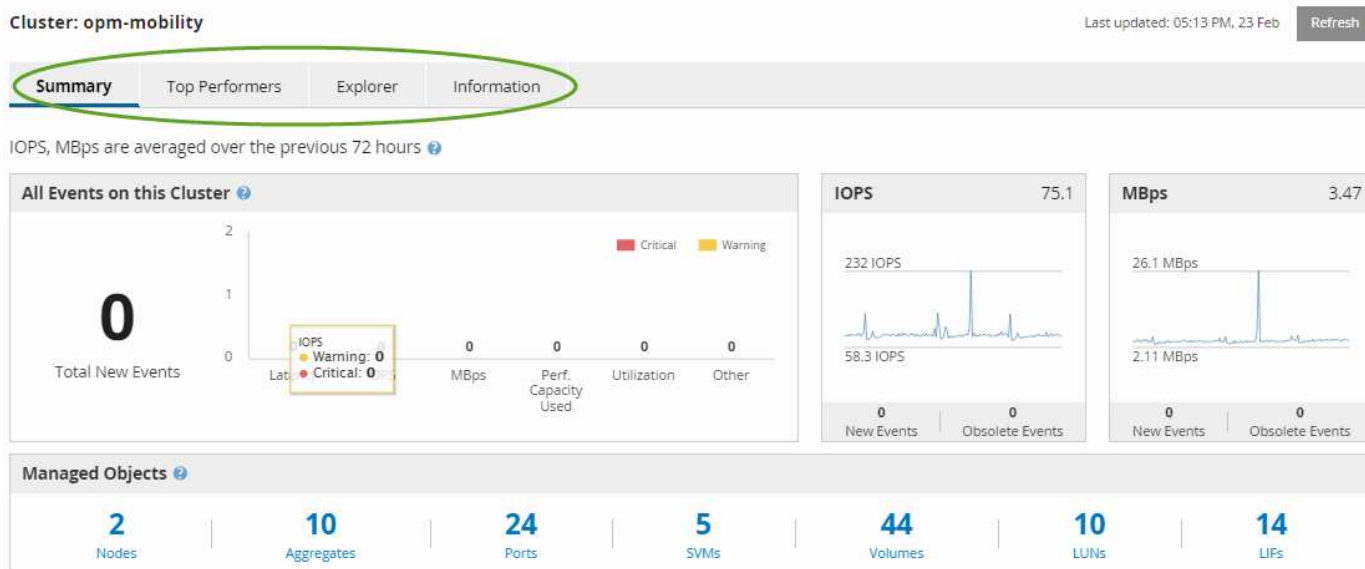 Cluster: opm-mobility
Last updated: 05:13 PM, 23 Feb Refresh
Summary Top Performers Explorer Information
IOPS, MBps are averaged over the previous 72 hours
All Events on this Cluster
2
Critical Warning
1
0
Total New Events
0
IOPS
Warning: 0
Critical: 0
0 0 0 0
MBps Perf. Capacity Used Utilization Other
IOPS 75.1
232 IOPS
58.3 IOPS
0 0
New Events Obsolete Events
MBps 3.47
26.1 MBps
2.11 MBps
0 0
New Events Obsolete Events
Managed Objects
2 10 24 5 44 10 14
Nodes Aggregates Ports SVMs Volumes LUNs LIFs